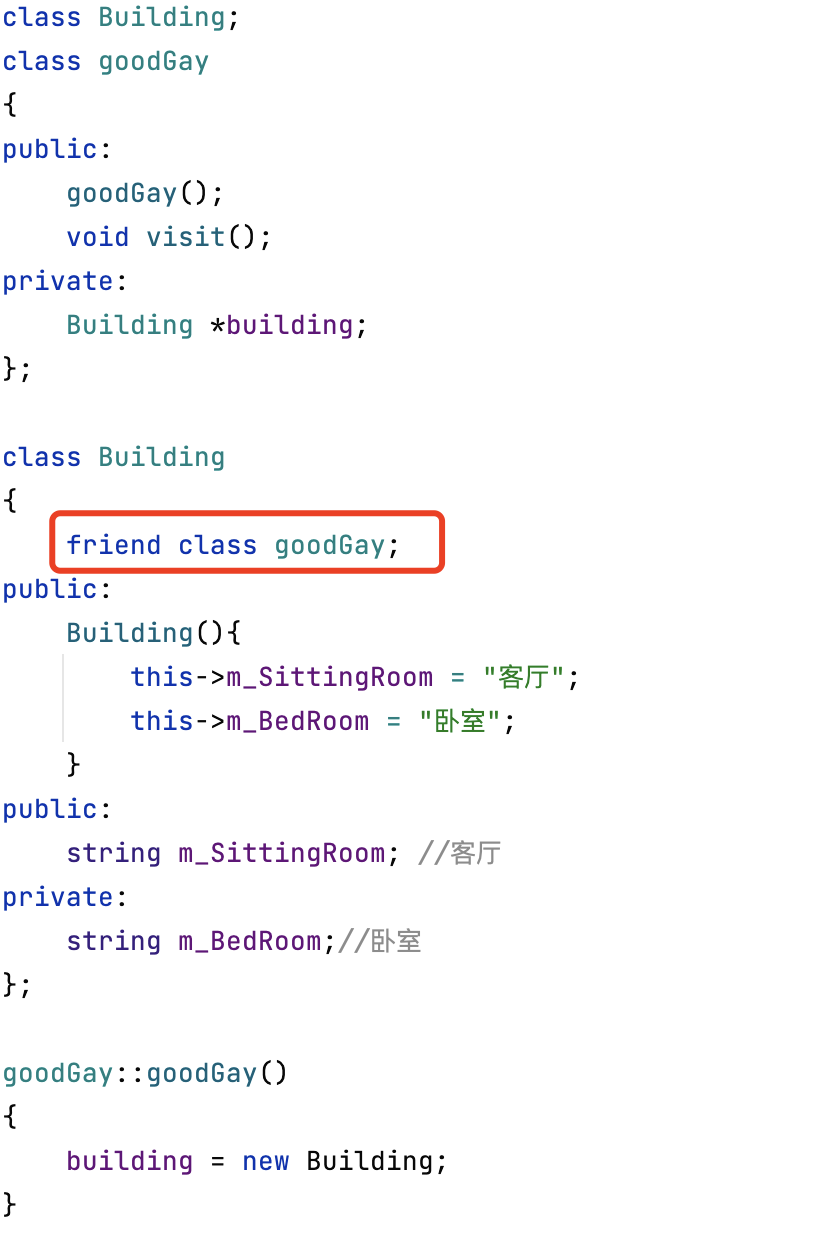 class Building;
class goodGay
{
public:
    goodGay();
    void visit();
private:
    Building *building;
};

class Building
{
    friend class goodGay;
public:
    Building(){
        this->m_SittingRoom = "客厅";
        this->m_BedRoom = "卧室";
    }
public:
    string m_SittingRoom; //客厅
private:
    string m_BedRoom;//卧室
};

goodGay::goodGay()
{
    building = new Building;
}